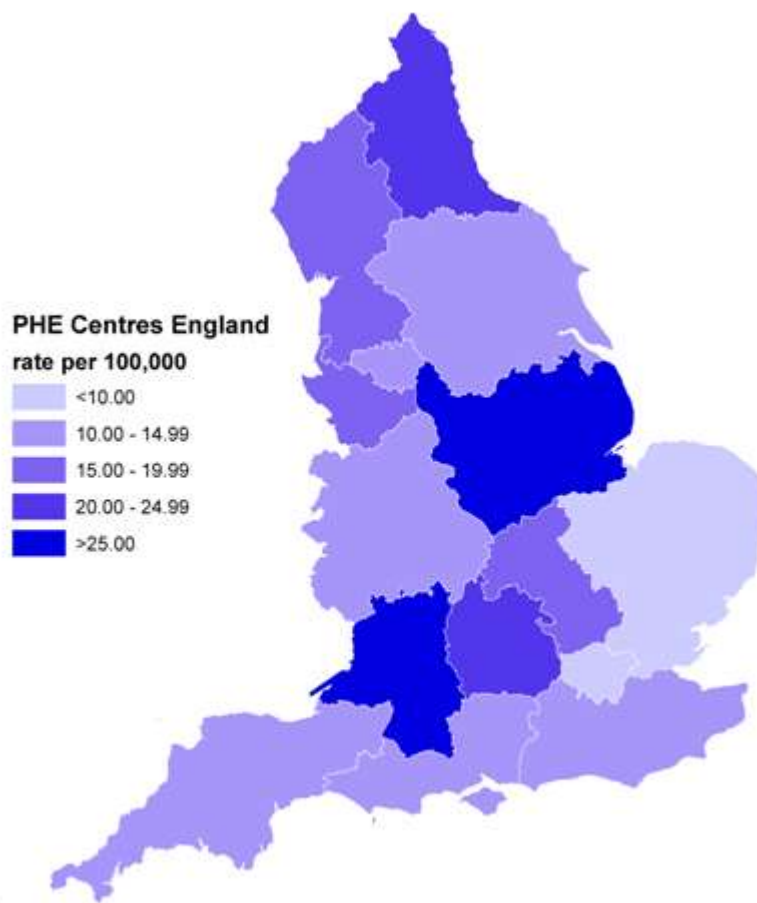 PHE Centres England
rate per 100,000
<10.00
10.00 - 14.99
15.00 - 19.99
20.00 - 24.99
>25.00